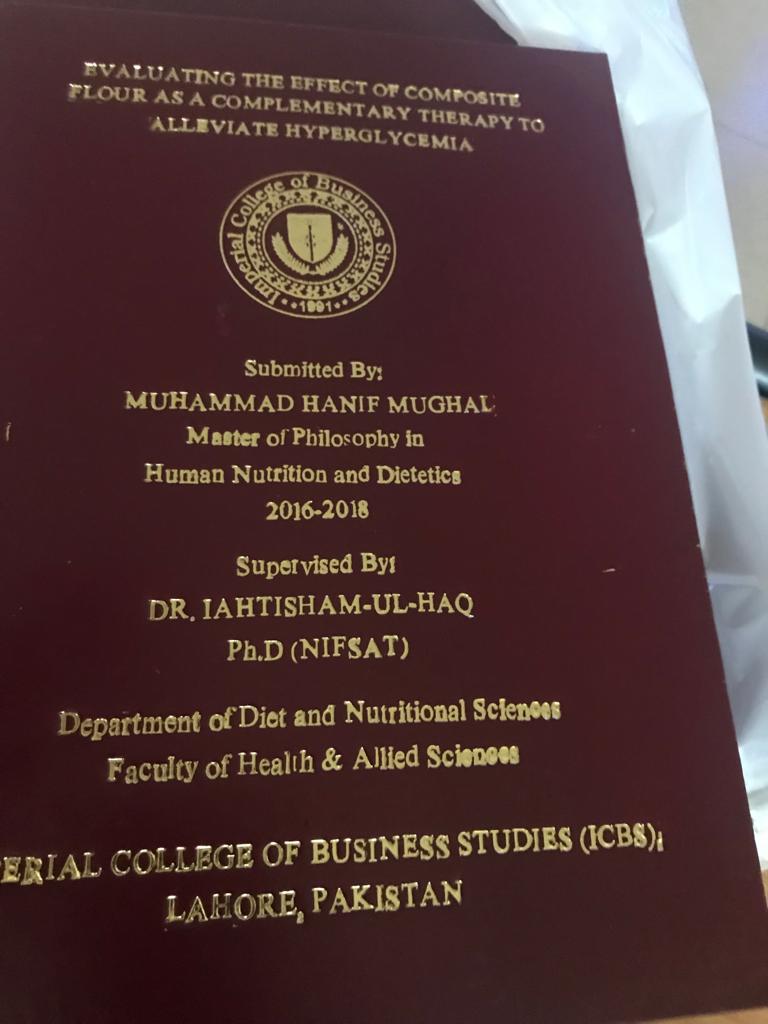 EVALUATING THE EFFECT OF COMPOSITE
FLOUR AS A COMPLEMENTARY THERAPY TO
ALLEVIATE HYPERGLYCEMIA
Imperial College of Business Studies
1991
Submitted By:
MUHAMMAD HANIF MUGHAL
Master of Philosophy in
Human Nutrition and Dietetics
2016-2018
Supervised By:
DR. IAHTISHAM-UL-HAQ
Ph.D (NIFSAT)
Department of Diet and Nutritional Sciences
Faculty of Health & Allied Sciences
ERIAL COLLEGE OF BUSINESS STUDIES (ICBS),
LAHORE, PAKISTAN